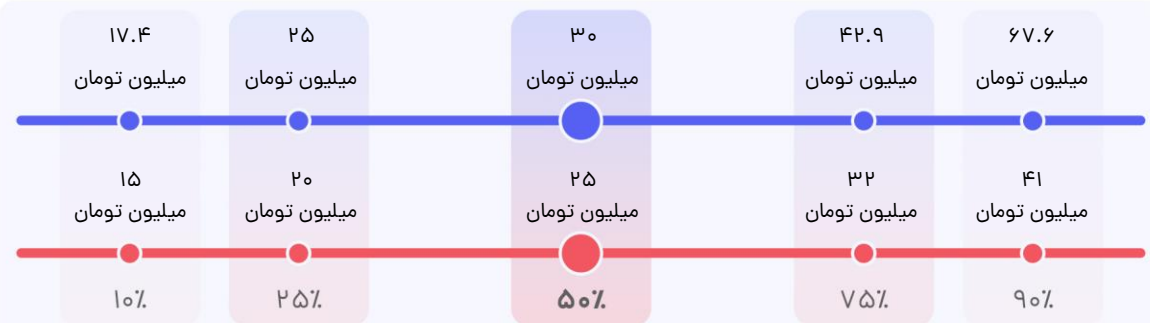 ۱۷.۴ ۲۵ ۳۰ ۴۲.۹ ۶۷.۶
میلیون تومان میلیون تومان میلیون تومان میلیون تومان میلیون تومان
۱۵ ۲۰ ۲۵ ۳۲ ۴۱
میلیون تومان میلیون تومان میلیون تومان میلیون تومان میلیون تومان
۱۰٪ ۲۵٪ ۵۰٪ ۷۵٪ ۹۰٪